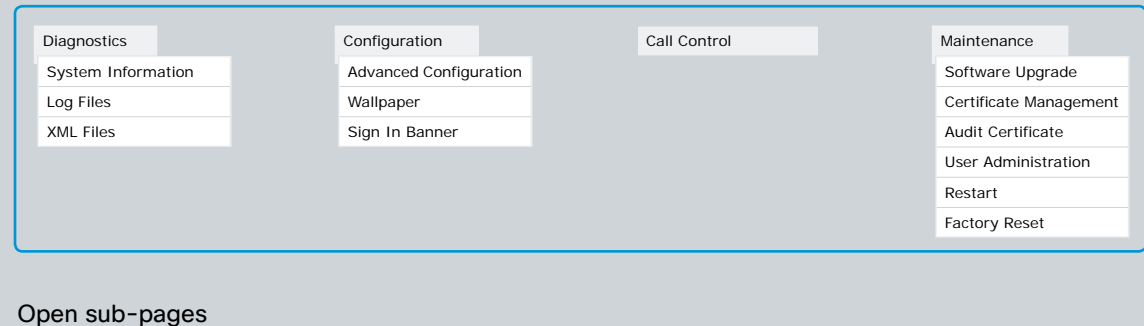 Diagnostics
System Information
Log Files
XML Files
Configuration
Advanced Configuration
Wallpaper
Sign In Banner
Call Control
Maintenance
Software Upgrade
Certificate Management
Audit Certificate
User Administration
Restart
Factory Reset
Open sub-pages